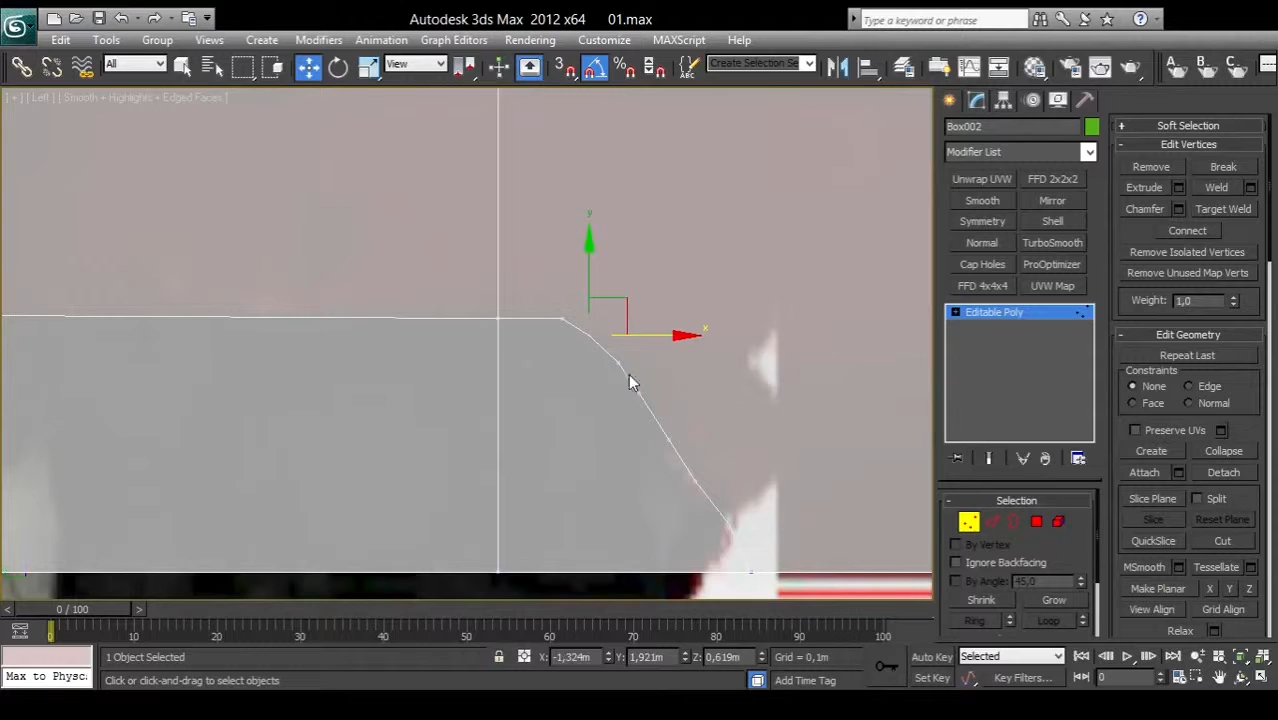 Autodesk 3ds Max 2012 x64 01.max
Type a keyword or phrase
Edit Tools Group Views Create Modifiers Animation Graph Editors Rendering Customize MAXScript Help
All View 3 Create Selection Se A B C
[ + ] [ Left ] [ Smooth + Highlights + Edged Faces ]
y
x
Box002
Modifier List
Unwrap UVW FFD 2x2x2
Smooth Mirror
Symmetry Shell
Normal TurboSmooth
Cap Holes ProOptimizer
FFD 4x4x4 UVW Map
Editable Poly
Selection
By Vertex
Ignore Backfacing
By Angle: 45,0
Shrink Grow
Ring Loop
Soft Selection
Edit Vertices
Remove Break
Extrude Weld
Chamfer Target Weld
Connect
Remove Isolated Vertices
Remove Unused Map Verts
Weight: 1,0
Edit Geometry
Repeat Last
Constraints
None Edge
Face Normal
Preserve UVs
Create Collapse
Attach Detach
Slice Plane Split
Slice Reset Plane
QuickSlice Cut
MSmooth Tessellate
Make Planar X Y Z
View Align Grid Align
Relax
0 / 100
0 10 20 30 40 50 60 70 80 90 100
1 Object Selected X: -1,324m Y: 1,921m Z: 0,619m Grid = 0,1m Auto Key Selected
Max to Physc Click or click-and-drag to select objects Add Time Tag Set Key Key Filters... 0